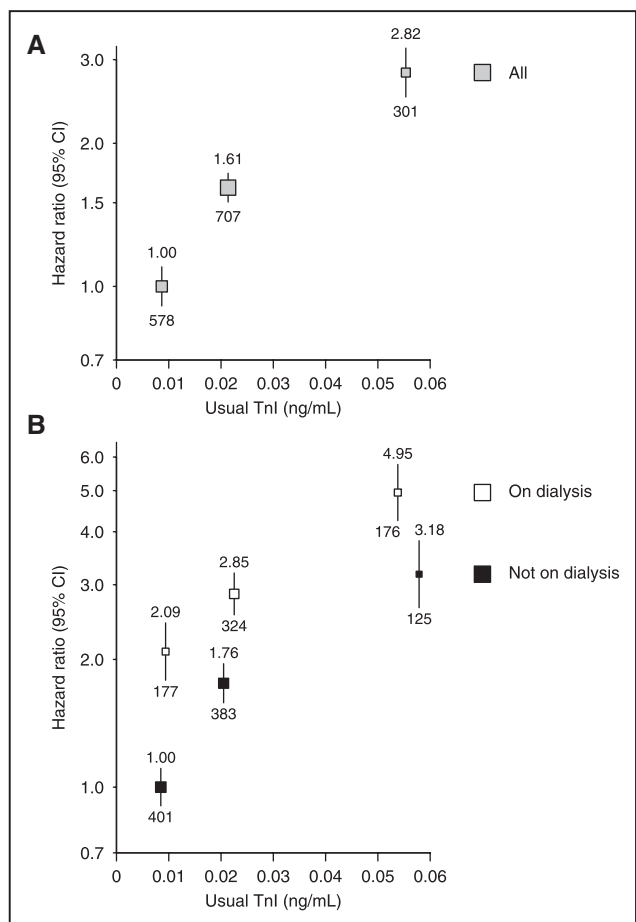 A
Hazard ratio (95% CI)
3.0
2.0
1.5
1.0
0.7
2.82
301
1.61
707
1.00
578
All
0 0.01 0.02 0.03 0.04 0.05 0.06
Usual TnI (ng/mL)
B
Hazard ratio (95% CI)
6.0
5.0
4.0
3.0
2.0
1.0
0.7
4.95
176
3.18
125
2.85
324
2.09
177
1.76
383
1.00
401
On dialysis
Not on dialysis
0 0.01 0.02 0.03 0.04 0.05 0.06
Usual TnI (ng/mL)